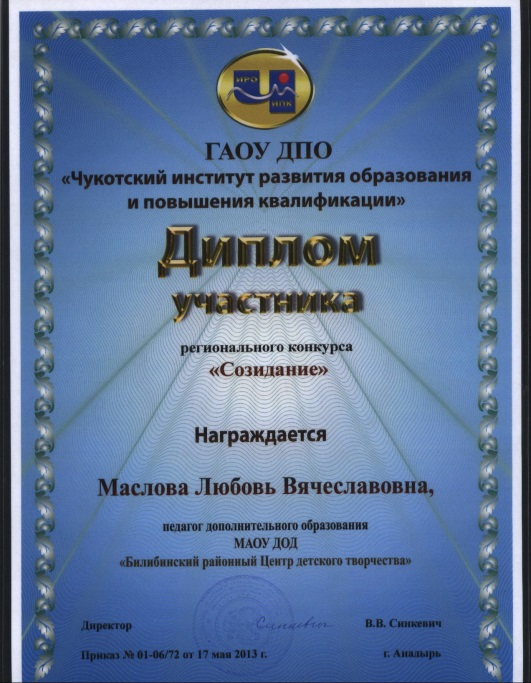 ИРО
ИПК
ГАОУ ДПО
«Чукотский институт развития образования
и повышения квалификации»
Диплом
участника
регионального конкурса
«Созидание»
Награждается
Маслова Любовь Вячеславовна,
педагог дополнительного образования
МАОУ ДОД
«Билибинский районный Центр детского творчества»
Директор
В.В. Синкевич
Приказ № 01-06/72 от 17 мая 2013 г.
г. Анадырь